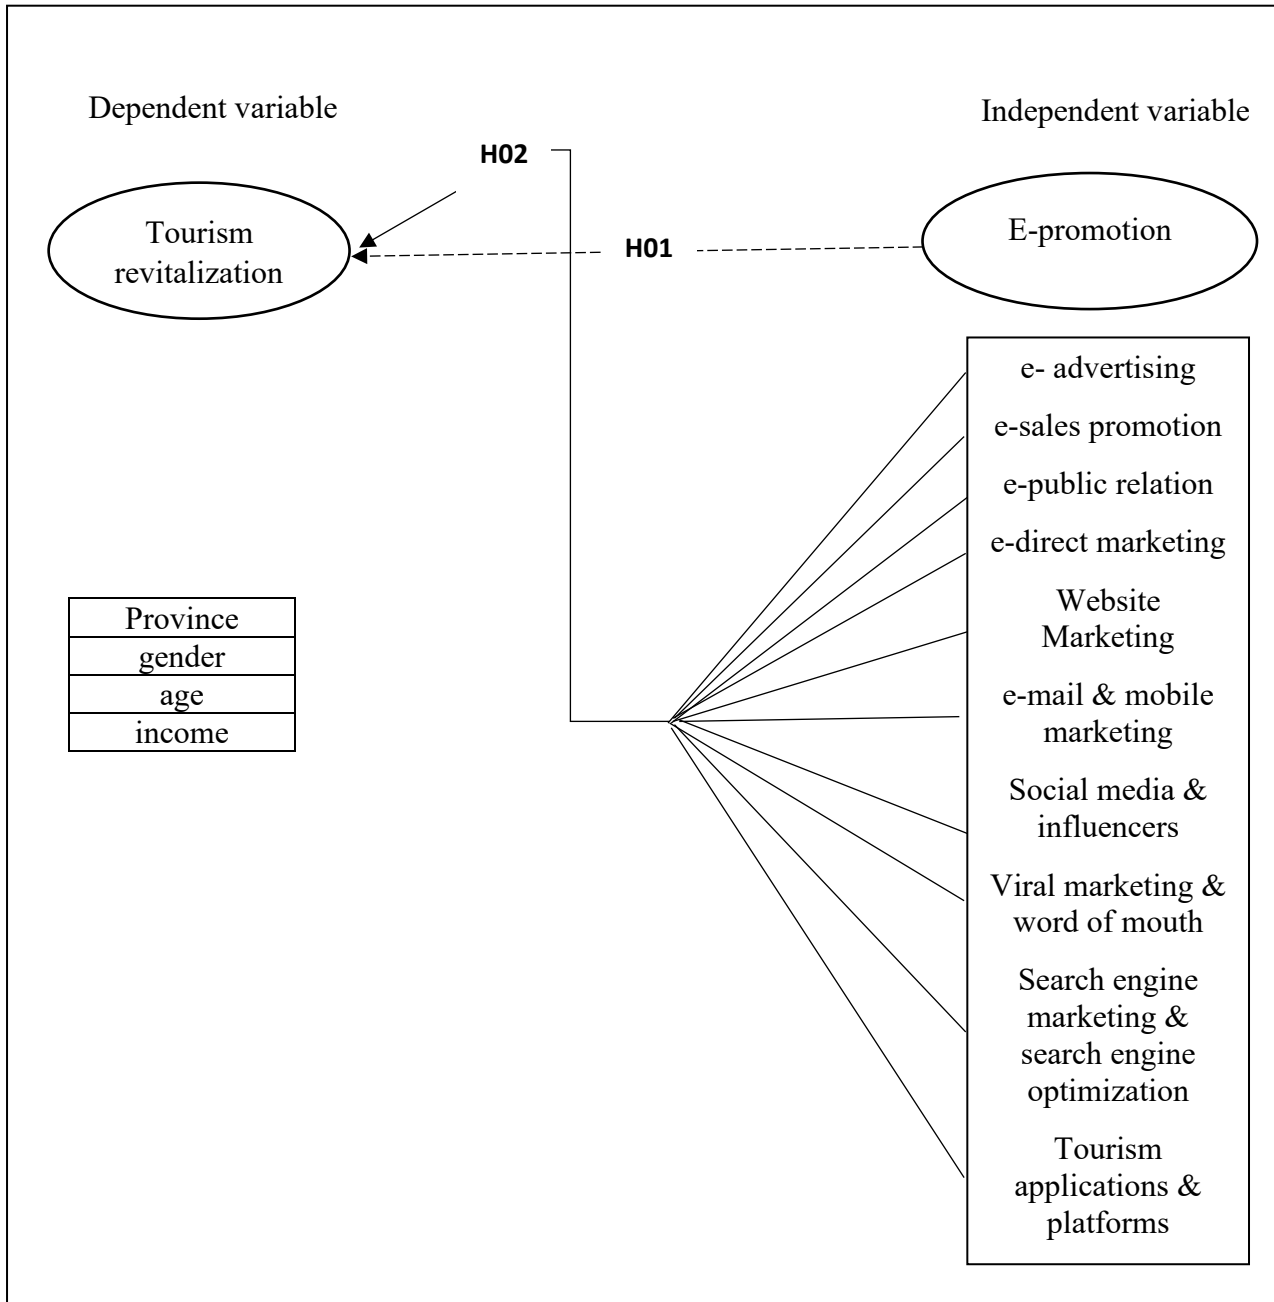 Dependent variable
Independent variable
H02
Tourism
revitalization
H01
E-promotion
e- advertising
e-sales promotion
e-public relation
e-direct marketing
Website
Marketing
e-mail & mobile
marketing
Social media &
influencers
Viral marketing &
word of mouth
Search engine
marketing &
search engine
optimization
Tourism
applications &
platforms
Province
gender
age
income